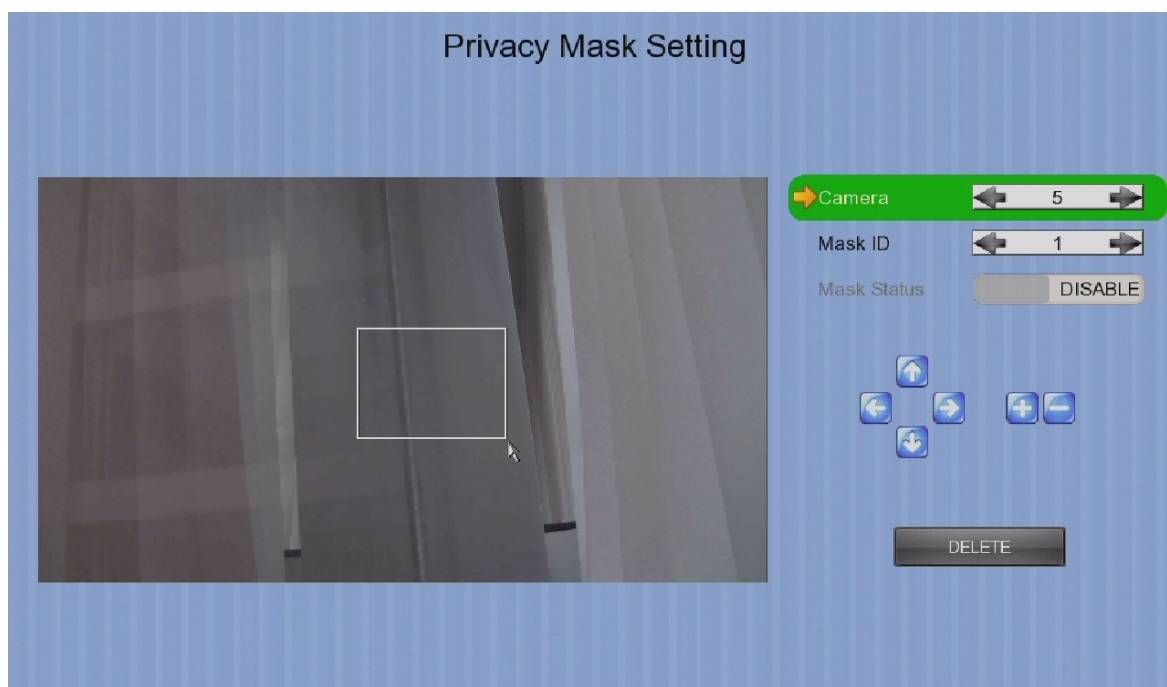 Privacy Mask Setting
Camera 5
Mask ID 1
Mask Status DISABLE
DELETE